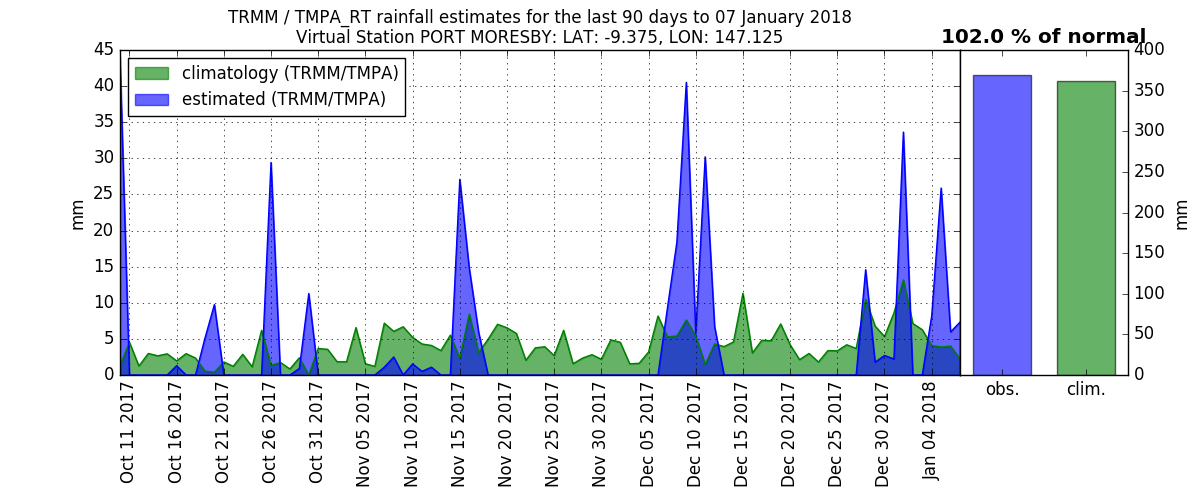 TRMM / TMPA_RT rainfall estimates for the last 90 days to 07 January 2018
Virtual Station PORT MORESBY: LAT: -9.375, LON: 147.125
102.0 % of normal
climatology (TRMM/TMPA)
estimated (TRMM/TMPA)
45
40
35
30
25
20
15
10
5
0
mm
Oct 11 2017
Oct 16 2017
Oct 21 2017
Oct 26 2017
Oct 31 2017
Nov 05 2017
Nov 10 2017
Nov 15 2017
Nov 20 2017
Nov 25 2017
Nov 30 2017
Dec 05 2017
Dec 10 2017
Dec 15 2017
Dec 20 2017
Dec 25 2017
Dec 30 2017
Jan 04 2018
obs.
clim.
400
350
300
250
200
150
100
50
0
mm